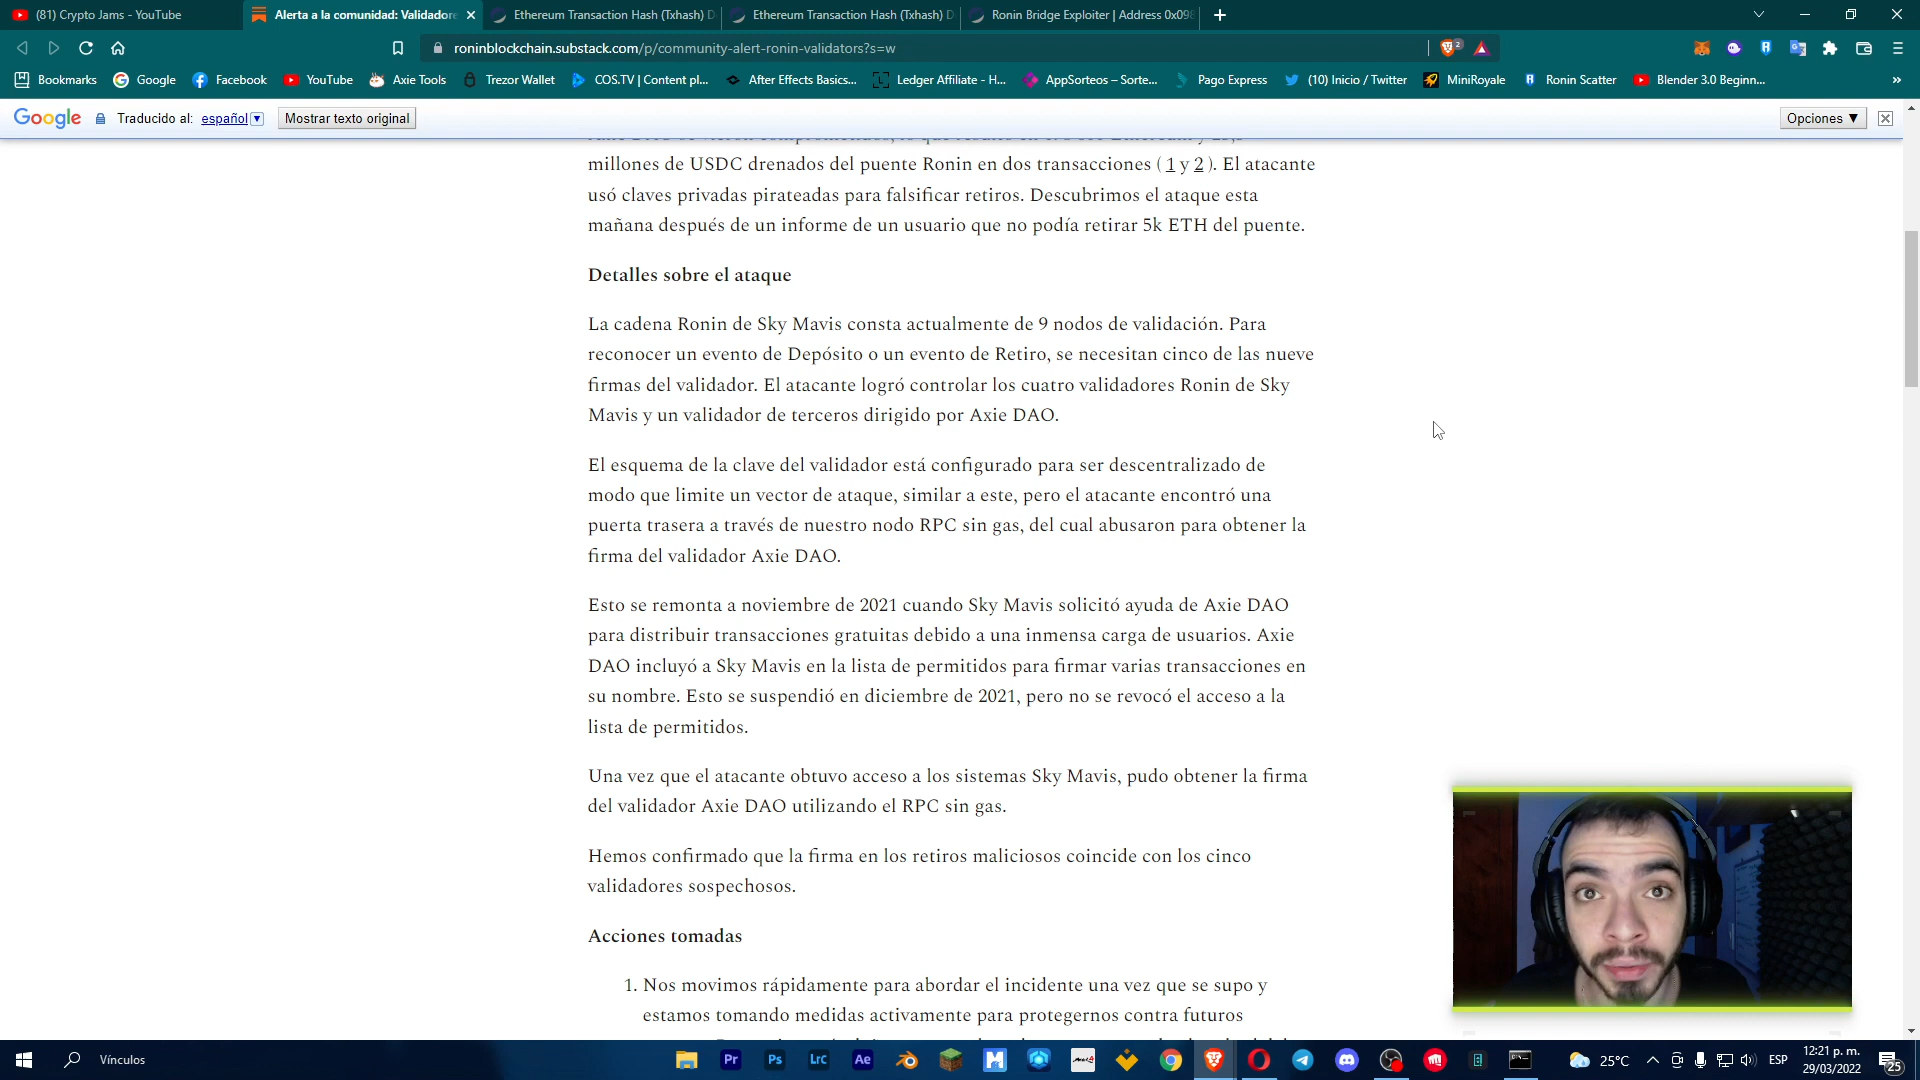 (81) Crypto Jams - YouTube
Alerta a la comunidad: Validadore
Ethereum Transaction Hash (Txhash) D
Ethereum Transaction Hash (Txhash) D
Ronin Bridge Exploiter | Address 0x098
roninblockchain.substack.com/p/community-alert-ronin-validators?s=w
2
Bookmarks
Google
Facebook
YouTube
Axie Tools
Trezor Wallet
COS.TV | Content pl...
After Effects Basics...
Ledger Affiliate - H...
AppSorteos – Sorte...
Pago Express
(10) Inicio / Twitter
MiniRoyale
Ronin Scatter
Blender 3.0 Beginn...
»
Google Traducido al: español ▼ Mostrar texto original
Opciones ▼
millones de USDC drenados del puente Ronin en dos transacciones ( 1 y 2 ). El atacante
usó claves privadas pirateadas para falsificar retiros. Descubrimos el ataque esta
mañana después de un informe de un usuario que no podía retirar 5k ETH del puente.
Detalles sobre el ataque
La cadena Ronin de Sky Mavis consta actualmente de 9 nodos de validación. Para
reconocer un evento de Depósito o un evento de Retiro, se necesitan cinco de las nueve
firmas del validador. El atacante logró controlar los cuatro validadores Ronin de Sky
Mavis y un validador de terceros dirigido por Axie DAO.
El esquema de la clave del validador está configurado para ser descentralizado de
modo que limite un vector de ataque, similar a este, pero el atacante encontró una
puerta trasera a través de nuestro nodo RPC sin gas, del cual abusaron para obtener la
firma del validador Axie DAO.
Esto se remonta a noviembre de 2021 cuando Sky Mavis solicitó ayuda de Axie DAO
para distribuir transacciones gratuitas debido a una inmensa carga de usuarios. Axie
DAO incluyó a Sky Mavis en la lista de permitidos para firmar varias transacciones en
su nombre. Esto se suspendió en diciembre de 2021, pero no se revocó el acceso a la
lista de permitidos.
Una vez que el atacante obtuvo acceso a los sistemas Sky Mavis, pudo obtener la firma
del validador Axie DAO utilizando el RPC sin gas.
Hemos confirmado que la firma en los retiros maliciosos coincide con los cinco
validadores sospechosos.
Acciones tomadas
1. Nos movimos rápidamente para abordar el incidente una vez que se supo y
estamos tomando medidas activamente para protegernos contra futuros
Vínculos
Pr
Ps
Lrc
Ae
25°C
ESP
12:21 p. m.
29/03/2022
25